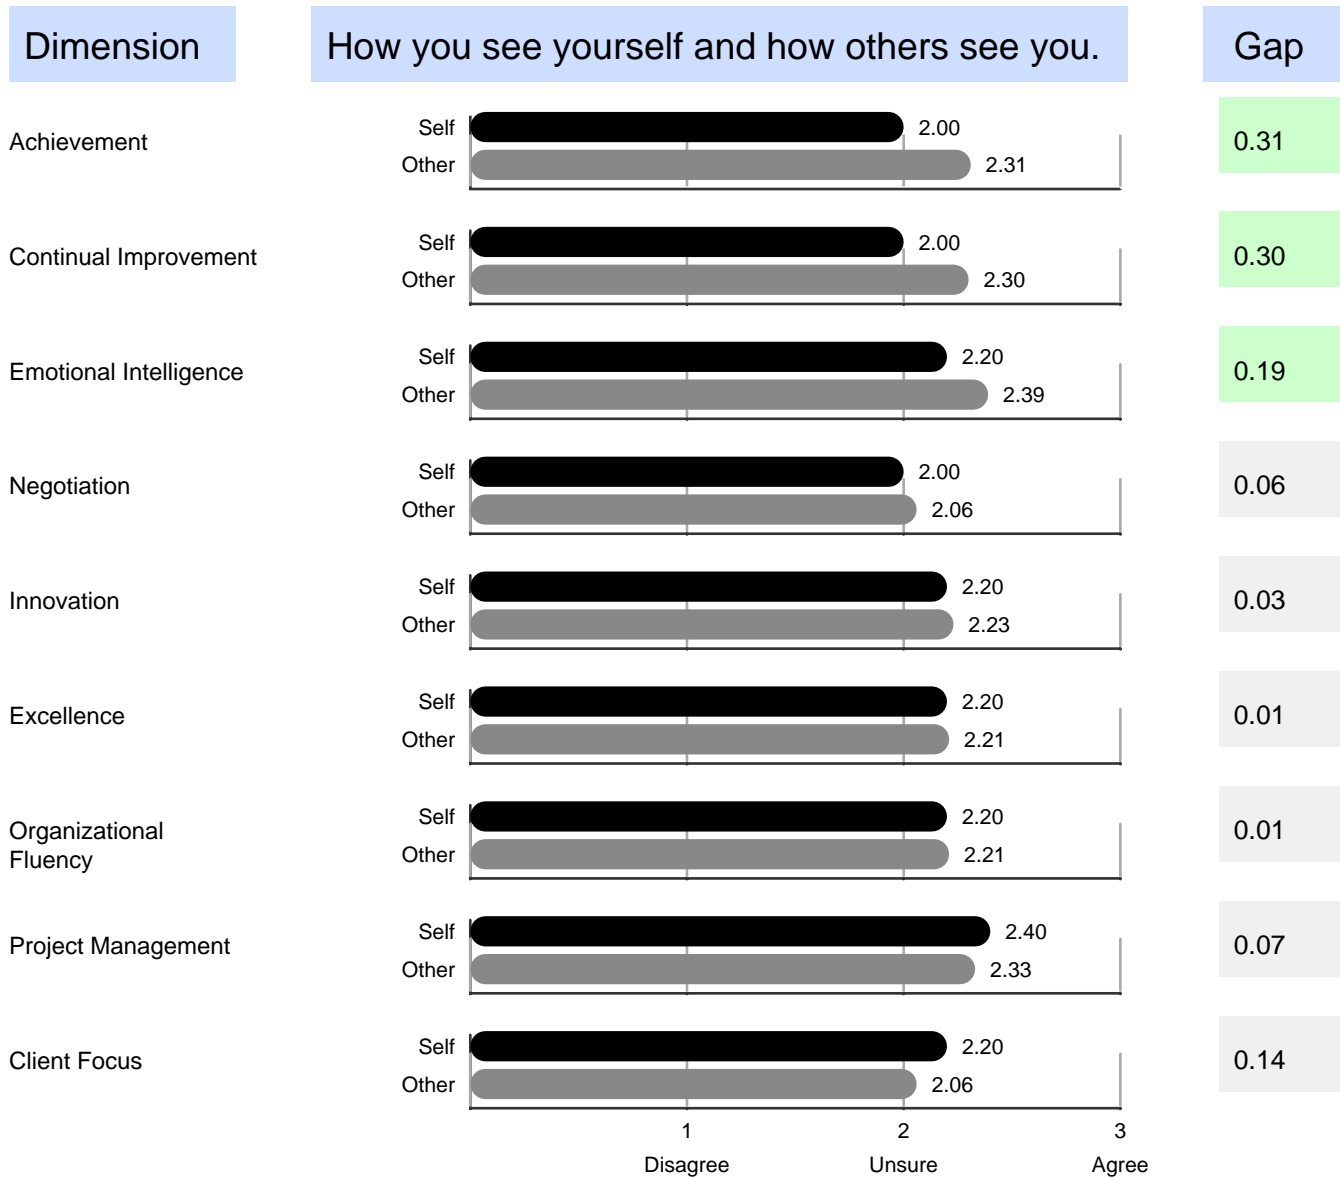 Dimension
How you see yourself and how others see you.
Gap
Achievement
Self
2.00
Other
2.31
0.31
Continual Improvement
Self
2.00
Other
2.30
0.30
Emotional Intelligence
Self
2.20
Other
2.39
0.19
Negotiation
Self
2.00
Other
2.06
0.06
Innovation
Self
2.20
Other
2.23
0.03
Excellence
Self
2.20
Other
2.21
0.01
Organizational
Fluency
Self
2.20
Other
2.21
0.01
Project Management
Self
2.40
Other
2.33
0.07
Client Focus
Self
2.20
Other
2.06
0.14
1 2 3
Disagree Unsure Agree